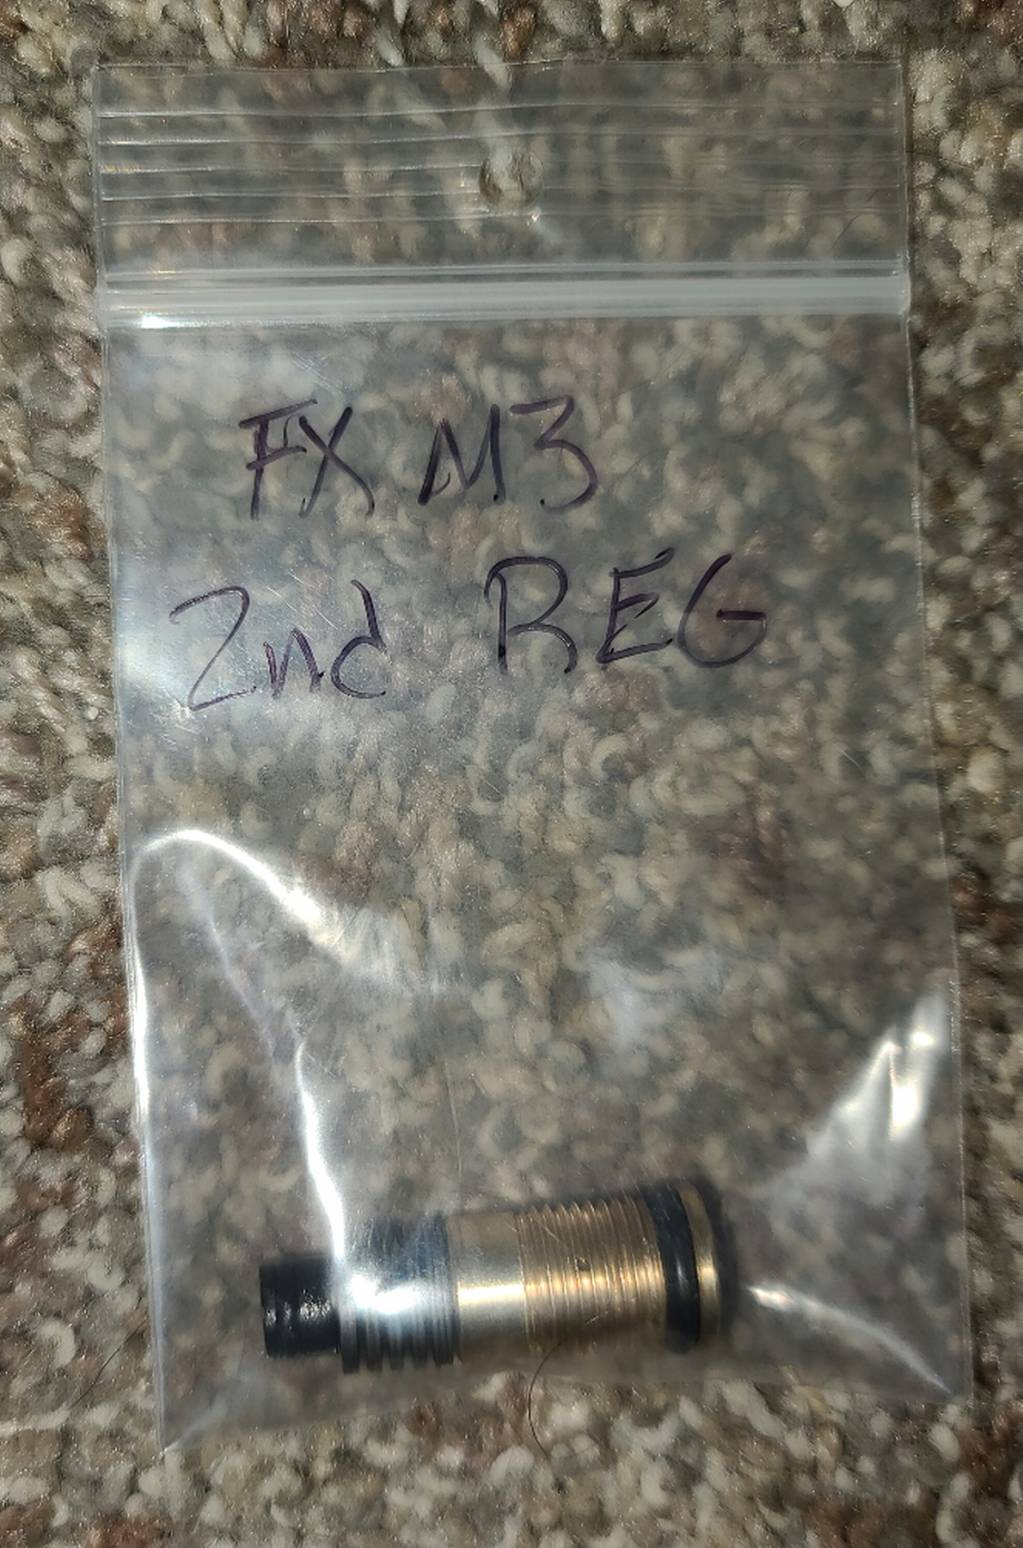 FX M3
2nd REG